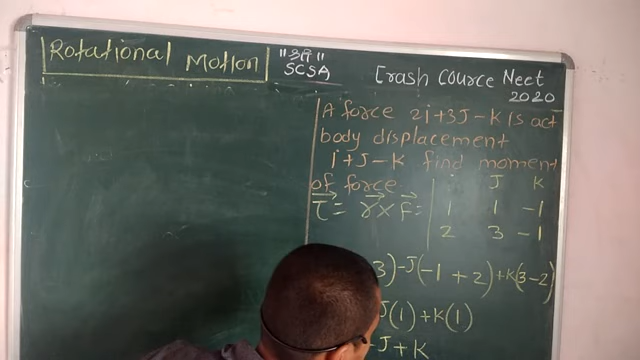 Rotational Motion
"श्री"
SCSA
Crash Cource Neet
2020
A force 2i+3J-K is act
body displacement
i+J-K find moment
of force
τ = r × F = | i J K
1 1 -1
2 3 -1
3) -J(-1+2) +K(3-2)
J(1) +K(1)
-J+K